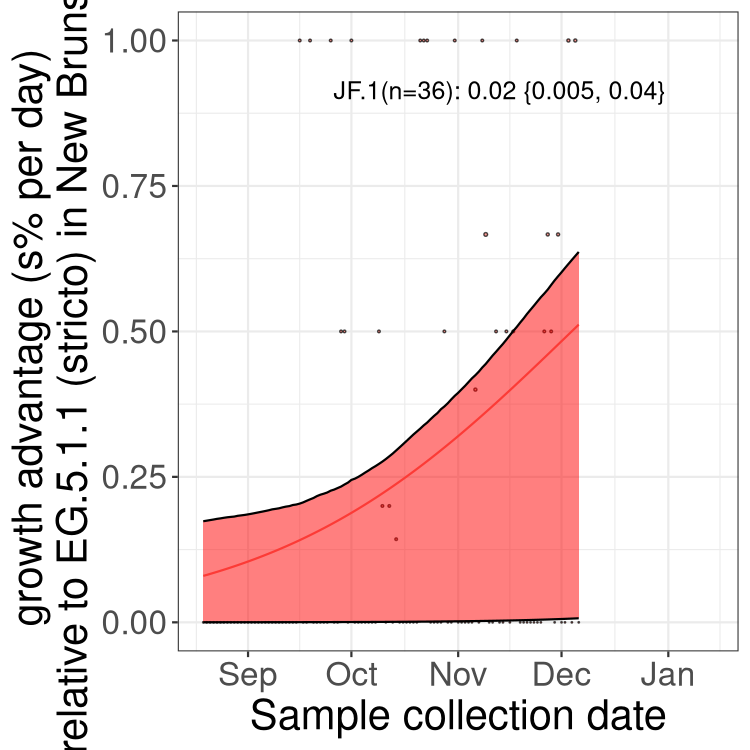 growth advantage (s% per day)
relative to EG.5.1.1 (stricto) in New Bruns
1.00
0.75
0.50
0.25
0.00
JF.1(n=36): 0.02 {0.005, 0.04}
Sep Oct Nov Dec Jan
Sample collection date